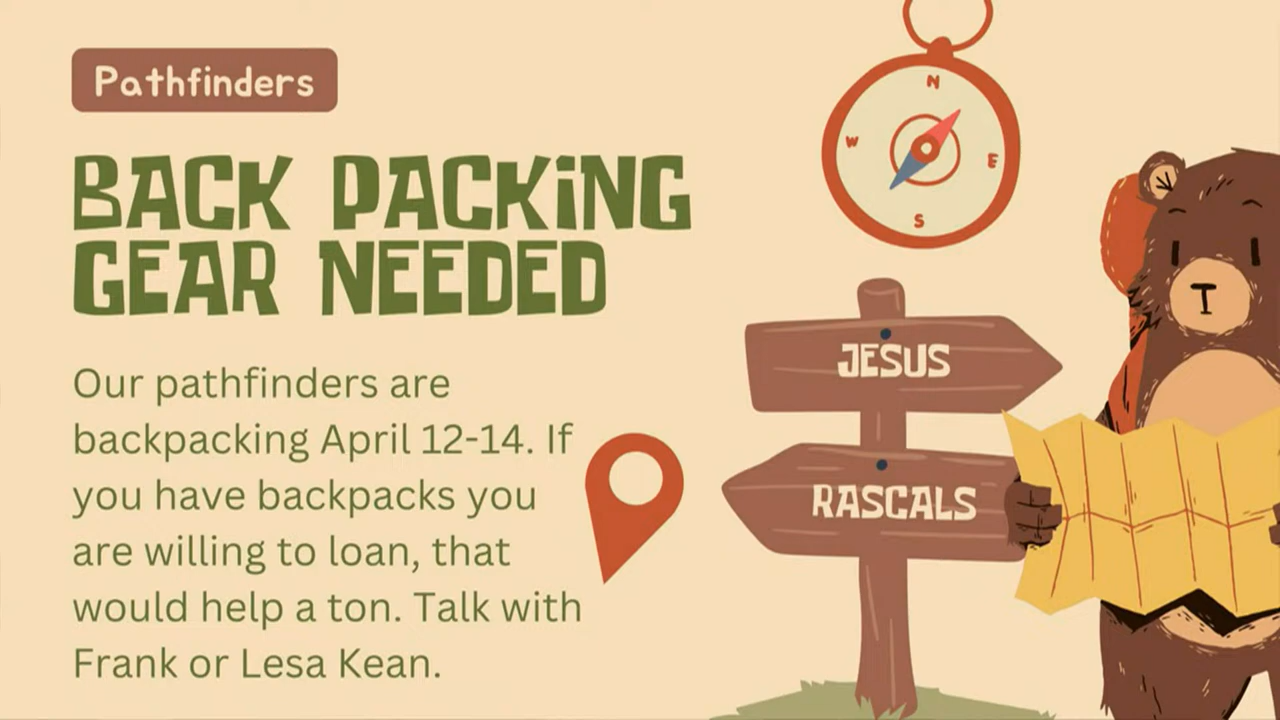 Pathfinders
BACK PACKiNG
GEAR NEEDED
Our pathfinders are
backpacking April 12-14. If
you have backpacks you
are willing to loan, that
would help a ton. Talk with
Frank or Lesa Kean.
N
W
E
S
JESUS
RASCALS